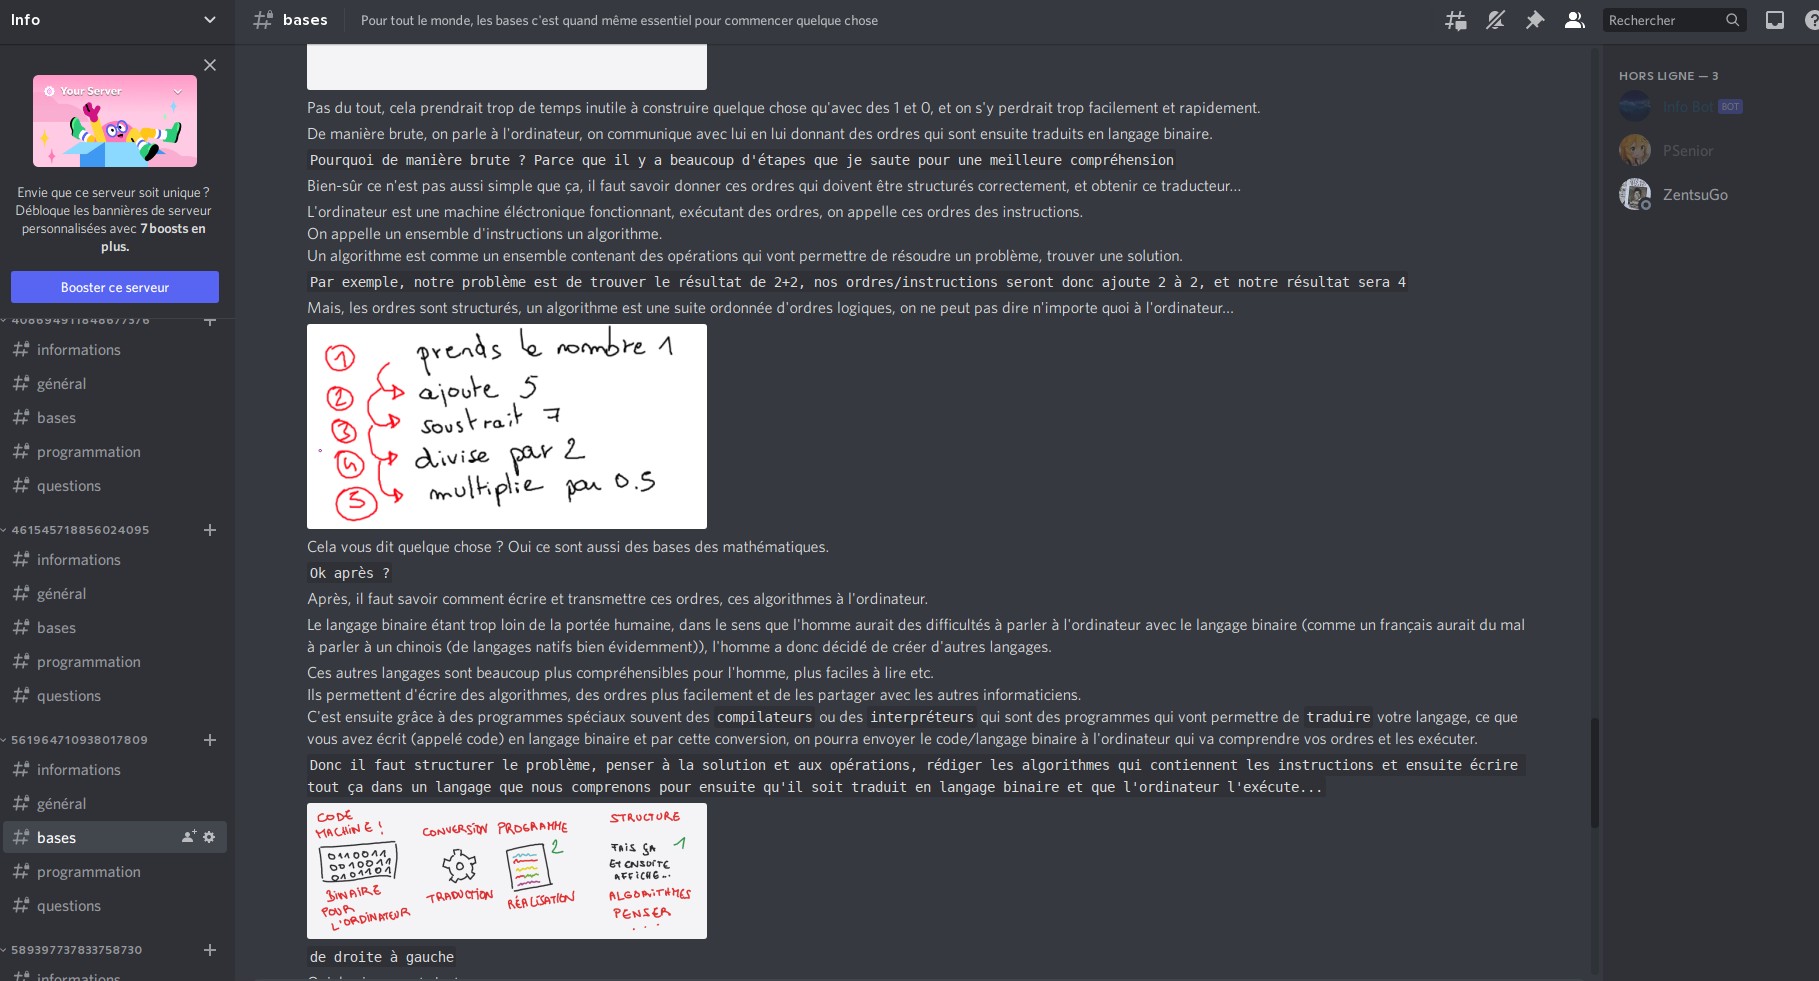 Info
bases
Pour tout le monde, les bases c'est quand même essentiel pour commencer quelque chose
Rechercher
Your Server
Envie que ce serveur soit unique ?
Débloque les bannières de serveur
personnalisées avec 7 boosts en
plus.
Booster ce serveur
408694911848677376
informations
général
bases
programmation
questions
461545718856024095
informations
général
bases
programmation
questions
561964710938017809
informations
général
bases
programmation
questions
589397737833758730
informations
Pas du tout, cela prendrait trop de temps inutile à construire quelque chose qu'avec des 1 et 0, et on s'y perdrait trop facilement et rapidement.
De manière brute, on parle à l'ordinateur, on communique avec lui en lui donnant des ordres qui sont ensuite traduits en langage binaire.
Pourquoi de manière brute ? Parce que il y a beaucoup d'étapes que je saute pour une meilleure compréhension
Bien-sûr ce n'est pas aussi simple que ça, il faut savoir donner ces ordres qui doivent être structurés correctement, et obtenir ce traducteur...
L'ordinateur est une machine éléctronique fonctionnant, exécutant des ordres, on appelle ces ordres des instructions.
On appelle un ensemble d'instructions un algorithme.
Un algorithme est comme un ensemble contenant des opérations qui vont permettre de résoudre un problème, trouver une solution.
Par exemple, notre problème est de trouver le résultat de 2+2, nos ordres/instructions seront donc ajoute 2 à 2, et notre résultat sera 4
Mais, les ordres sont structurés, un algorithme est une suite ordonnée d'ordres logiques, on ne peut pas dire n'importe quoi à l'ordinateur...
1 prends le nombre 1
2 ajoute 5
3 soustrait 7
4 divise par 2
5 multiplie par 0.5
Cela vous dit quelque chose ? Oui ce sont aussi des bases des mathématiques.
Ok après ?
Après, il faut savoir comment écrire et transmettre ces ordres, ces algorithmes à l'ordinateur.
Le langage binaire étant trop loin de la portée humaine, dans le sens que l'homme aurait des difficultés à parler à l'ordinateur avec le langage binaire (comme un français aurait du mal
à parler à un chinois (de langages natifs bien évidemment)), l'homme a donc décidé de créer d'autres langages.
Ces autres langages sont beaucoup plus compréhensibles pour l'homme, plus faciles à lire etc.
Ils permettent d'écrire des algorithmes, des ordres plus facilement et de les partager avec les autres informaticiens.
C'est ensuite grâce à des programmes spéciaux souvent des compilateurs ou des interpréteurs qui sont des programmes qui vont permettre de traduire votre langage, ce que
vous avez écrit (appelé code) en langage binaire et par cette conversion, on pourra envoyer le code/langage binaire à l'ordinateur qui va comprendre vos ordres et les exécuter.
Donc il faut structurer le problème, penser à la solution et aux opérations, rédiger les algorithmes qui contiennent les instructions et ensuite écrire
tout ça dans un langage que nous comprenons pour ensuite qu'il soit traduit en langage binaire et que l'ordinateur l'exécute...
CODE
MACHINE !
0110011
0010011
0101101
BINAIRE
POUR
L'ORDINATEUR
CONVERSION
TRADUCTION
PROGRAMME
2
RÉALISATION
STRUCTURE
1
FAIS ÇA
ET ENSUITE
AFFICHE...
ALGORITHMES
PENSER
...
de droite à gauche
HORS LIGNE — 3
Info Bot BOT
PSenior
ZentsuGo